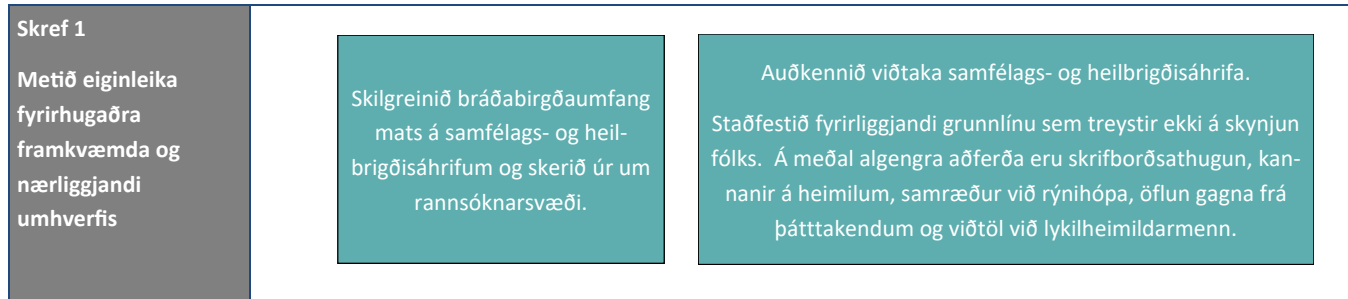 Skref 1
Metið eiginleika
fyrirhugaðra
framkvæmda og
nærliggjandi
umhverfis
Skilgreinið bráðabirgðaumfang
mats á samfélags- og heil-
brigðisáhrifum og skerið úr um
rannsóknarsvæði.
Auðkennið viðtaka samfélags- og heilbrigðisáhrifa.
Staðfestið fyrirliggjandi grunnlínu sem treystir ekki á skynjun
fólks.  Á meðal algengra aðferða eru skrifborðsathugun, kan-
nanir á heimilum, samræður við rýnihópa, öflun gagna frá
þátttakendum og viðtöl við lykilheimildarmenn.